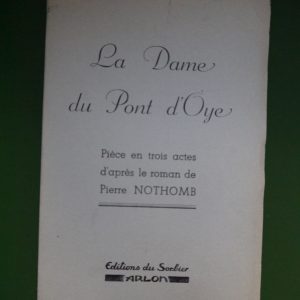 La Dame
du Pont d'Oye
Pièce en trois actes
d'après le roman de
Pierre NOTHOMB
Editions du Sorbier
ARLON